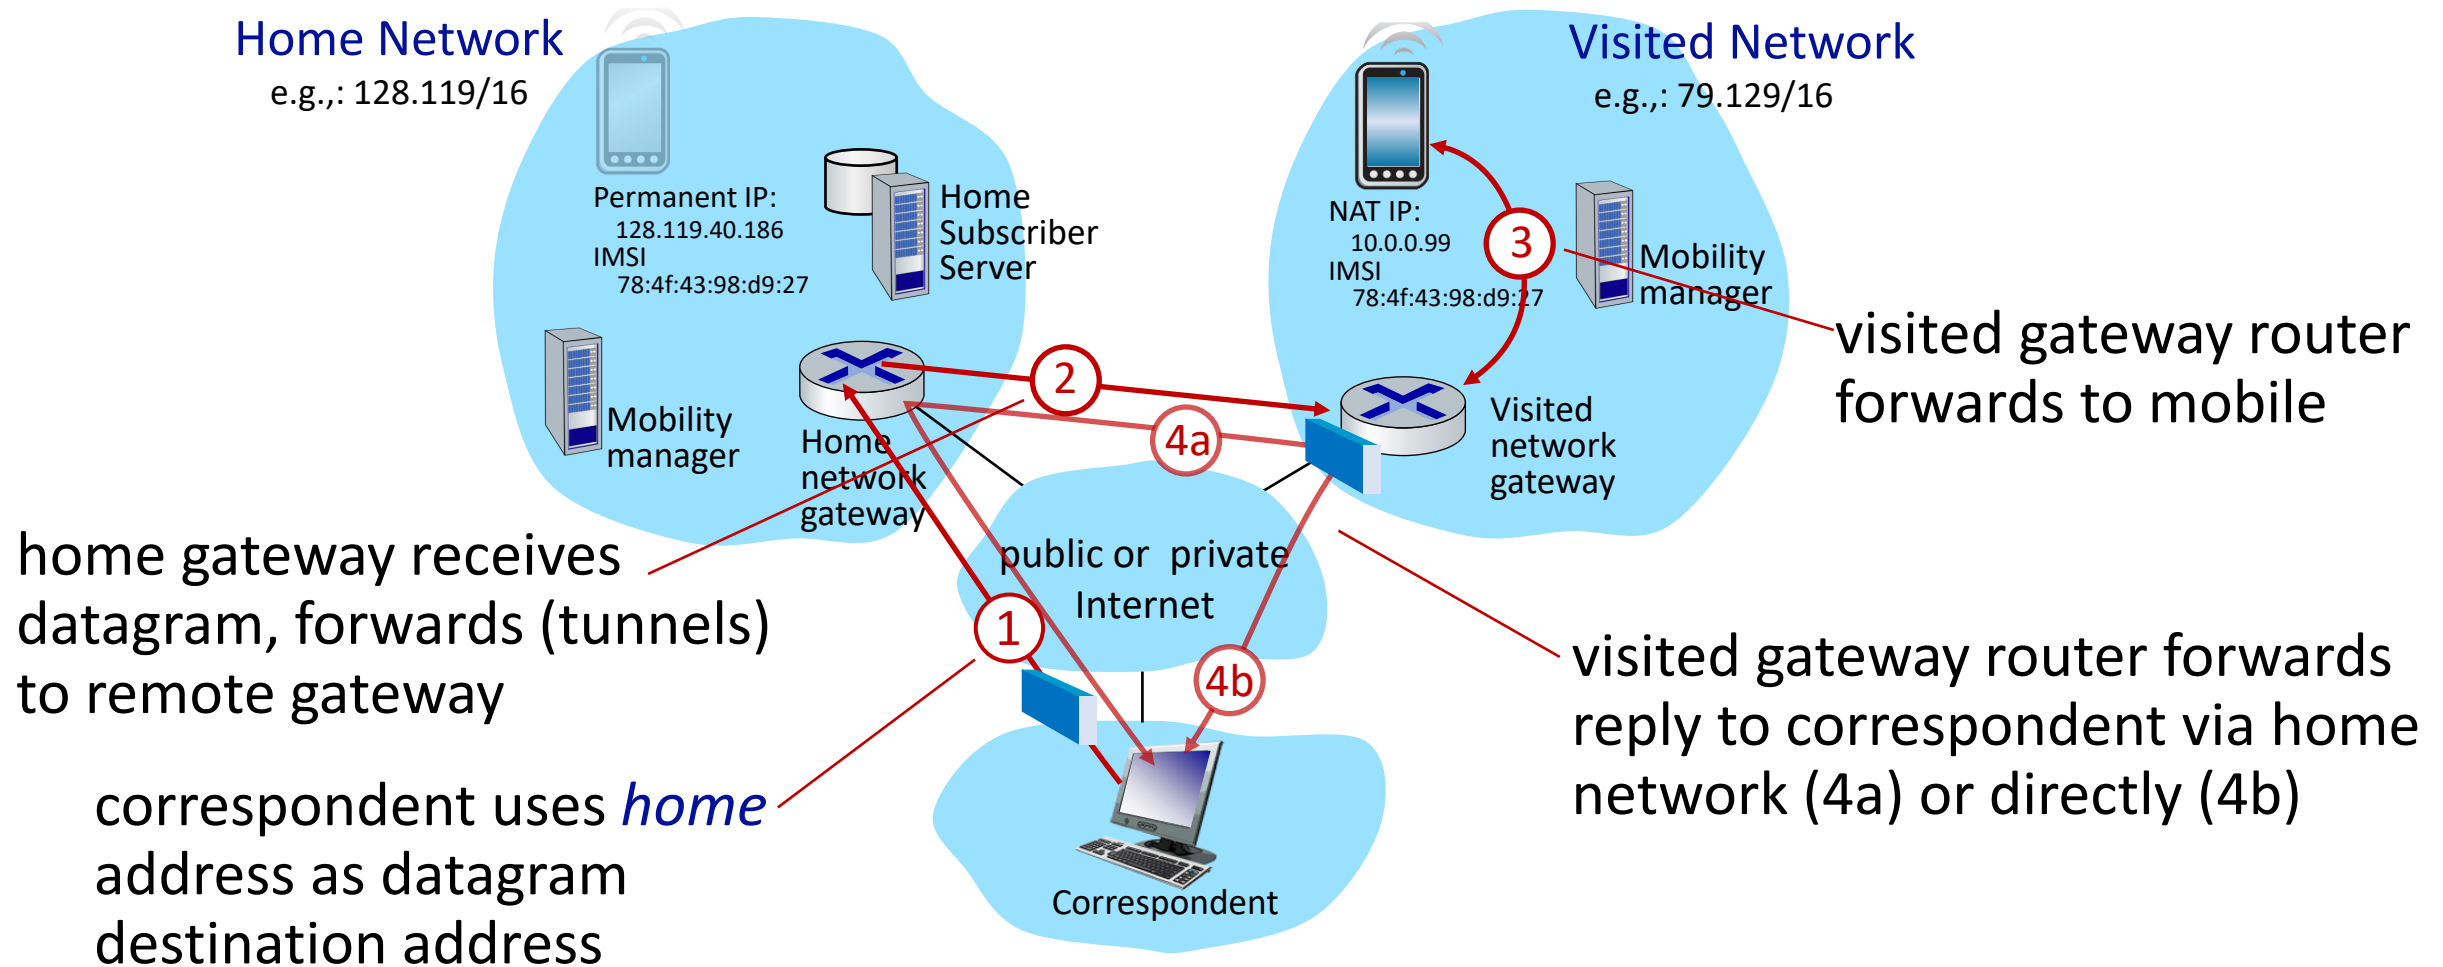 Home Network
e.g.,: 128.119/16
Visited Network
e.g.,: 79.129/16
Permanent IP:
128.119.40.186
IMSI
78:4f:43:98:d9:27
Home
Subscriber
Server
NAT IP:
10.0.0.99
IMSI
78:4f:43:98:d9:27
3
Mobility
manager
visited gateway router
forwards to mobile
Mobility
manager
Home
network
gateway
2
4a
Visited
network
gateway
home gateway receives
datagram, forwards (tunnels)
to remote gateway
public or private
Internet
1
4b
visited gateway router forwards
reply to correspondent via home
network (4a) or directly (4b)
correspondent uses home
address as datagram
destination address
Correspondent